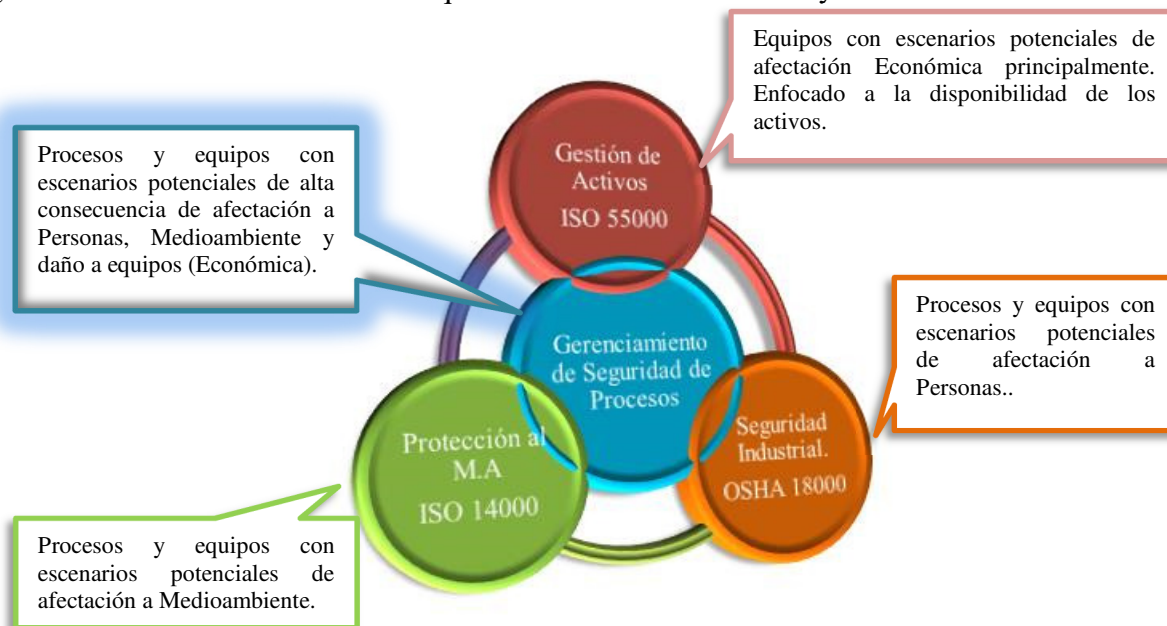 Equipos con escenarios potenciales de
afectación Económica principalmente.
Enfocado a la disponibilidad de los
activos.
Procesos y equipos con
escenarios potenciales de alta
consecuencia de afectación a
Personas, Medioambiente y
daño a equipos (Económica).
Gestión de
Activos
ISO 55000
Gerenciamiento
de Seguridad de
Procesos
Procesos y equipos con
escenarios potenciales
de afectación a
Personas..
Protección al
M.A
ISO 14000
Seguridad
Industrial.
OSHA 18000
Procesos y equipos con
escenarios potenciales de
afectación a Medioambiente.